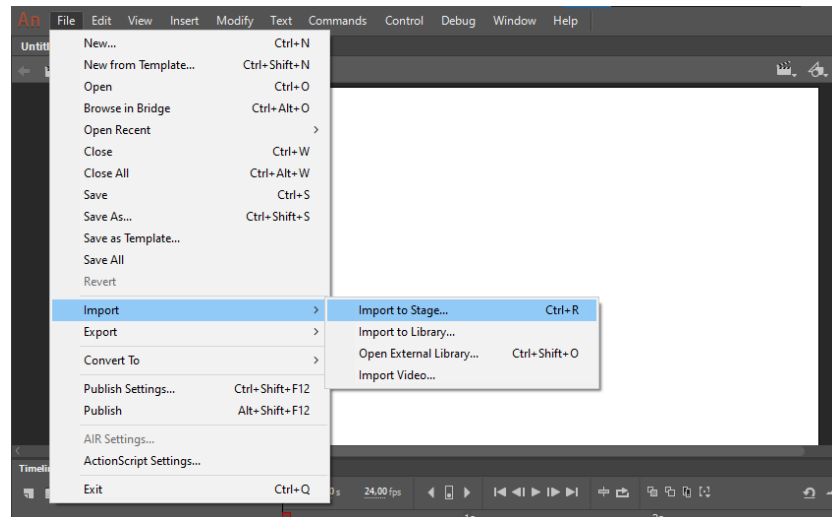 An File Edit View Insert Modify Text Commands Control Debug Window Help
New... Ctrl+N
New from Template... Ctrl+Shift+N
Open Ctrl+O
Browse in Bridge Ctrl+Alt+O
Open Recent
Close Ctrl+W
Close All Ctrl+Alt+W
Save Ctrl+S
Save As... Ctrl+Shift+S
Save as Template...
Save All
Revert
Import
Export
Convert To
Publish Settings... Ctrl+Shift+F12
Publish Alt+Shift+F12
AIR Settings...
ActionScript Settings...
Exit Ctrl+Q
Import to Stage... Ctrl+R
Import to Library...
Open External Library... Ctrl+Shift+O
Import Video...
24,00 fps